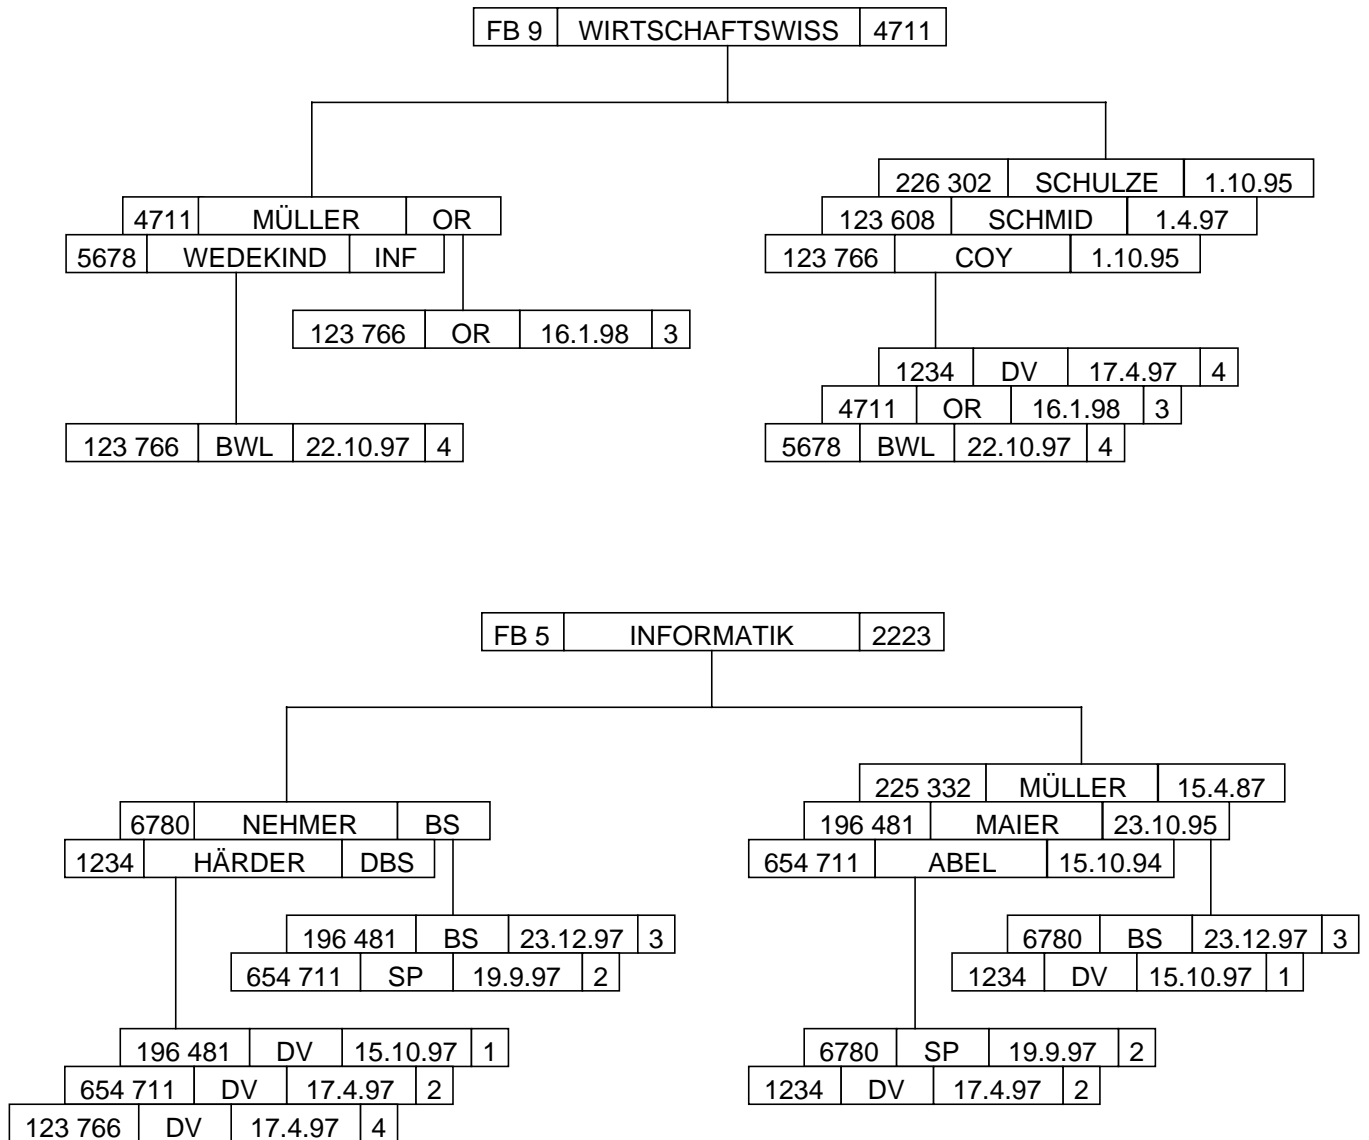 FB 9 WIRTSCHAFTSWISS 4711
226 302 SCHULZE 1.10.95
4711 MÜLLER OR
123 608 SCHMID 1.4.97
5678 WEDEKIND INF
123 766 COY 1.10.95
123 766 OR 16.1.98 3
1234 DV 17.4.97 4
4711 OR 16.1.98 3
123 766 BWL 22.10.97 4
5678 BWL 22.10.97 4
FB 5 INFORMATIK 2223
225 332 MÜLLER 15.4.87
6780 NEHMER BS
196 481 MAIER 23.10.95
1234 HÄRDER DBS
654 711 ABEL 15.10.94
196 481 BS 23.12.97 3
6780 BS 23.12.97 3
654 711 SP 19.9.97 2
1234 DV 15.10.97 1
196 481 DV 15.10.97 1
6780 SP 19.9.97 2
654 711 DV 17.4.97 2
1234 DV 17.4.97 2
123 766 DV 17.4.97 4